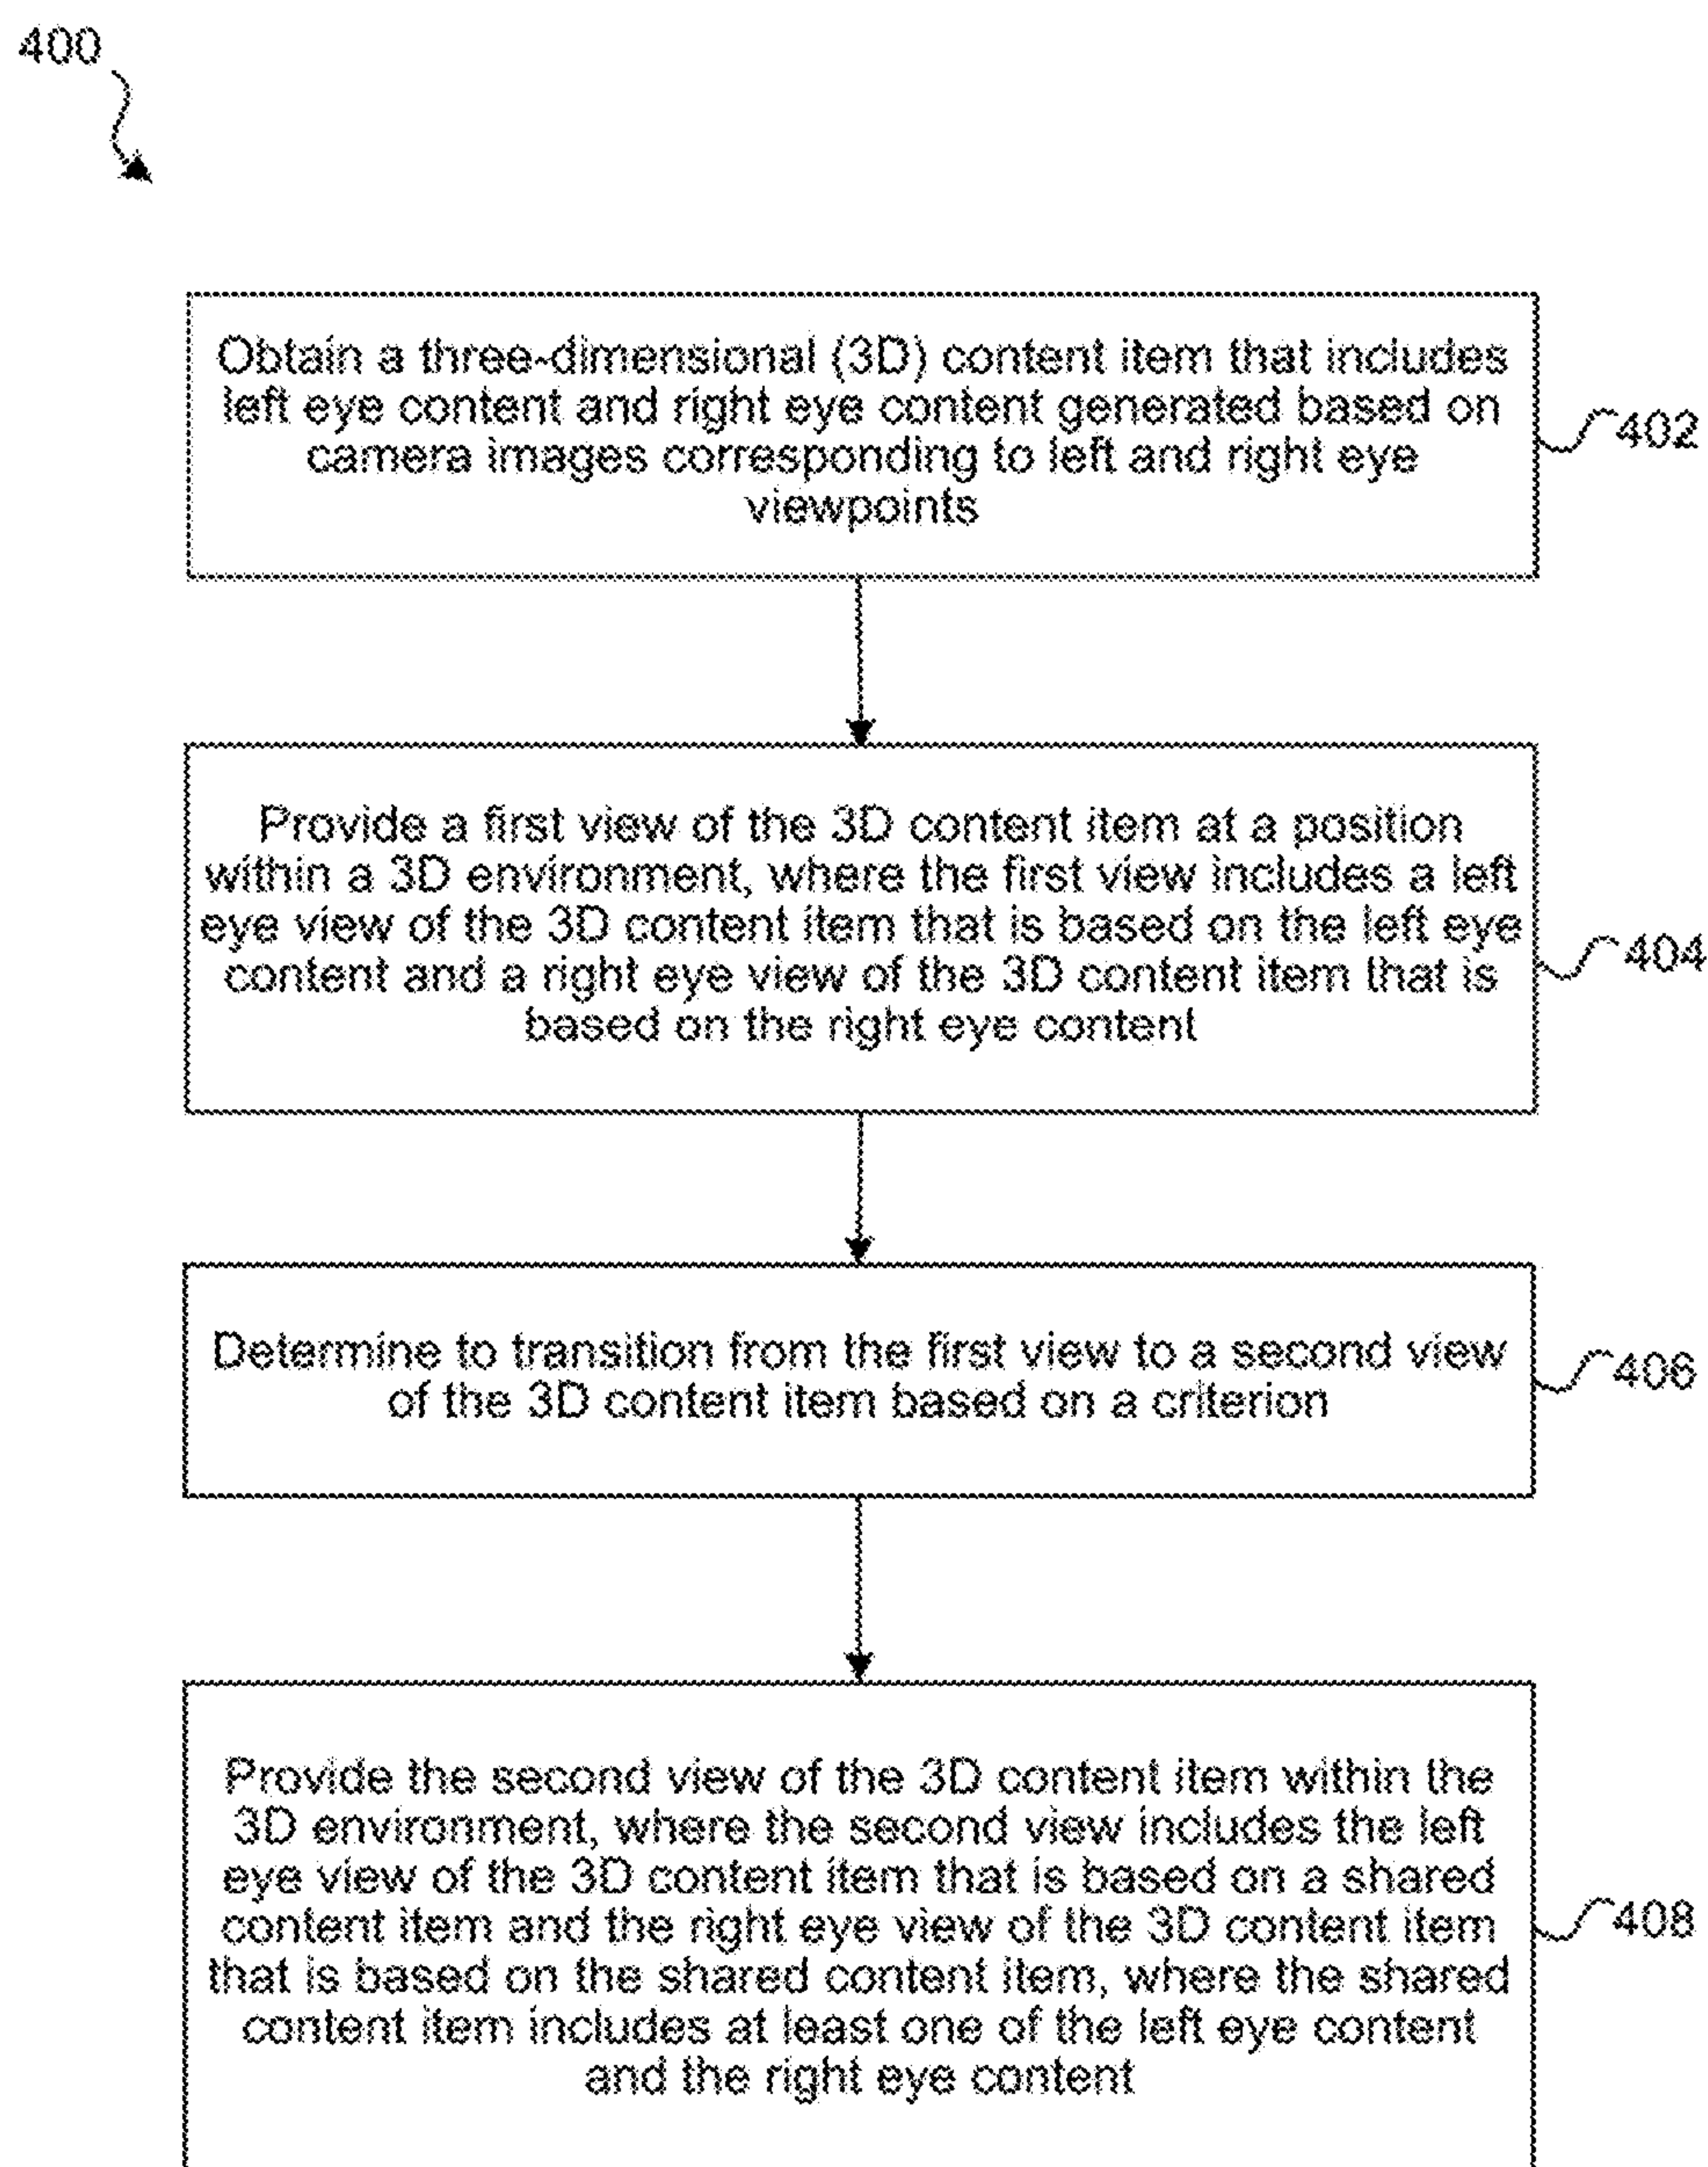 400
Obtain a three-dimensional (3D) content item that includes
left eye content and right eye content generated based on
camera images corresponding to left and right eye
viewpoints
402
Provide a first view of the 3D content item at a position
within a 3D environment, where the first view includes a left
eye view of the 3D content item that is based on the left eye
content and a right eye view of the 3D content item that is
based on the right eye content
404
Determine to transition from the first view to a second view
of the 3D content item based on a criterion
406
Provide the second view of the 3D content item within the
3D environment, where the second view includes the left
eye view of the 3D content item that is based on a shared
content item and the right eye view of the 3D content item
that is based on the shared content item, where the shared
content item includes at least one of the left eye content
and the right eye content
408